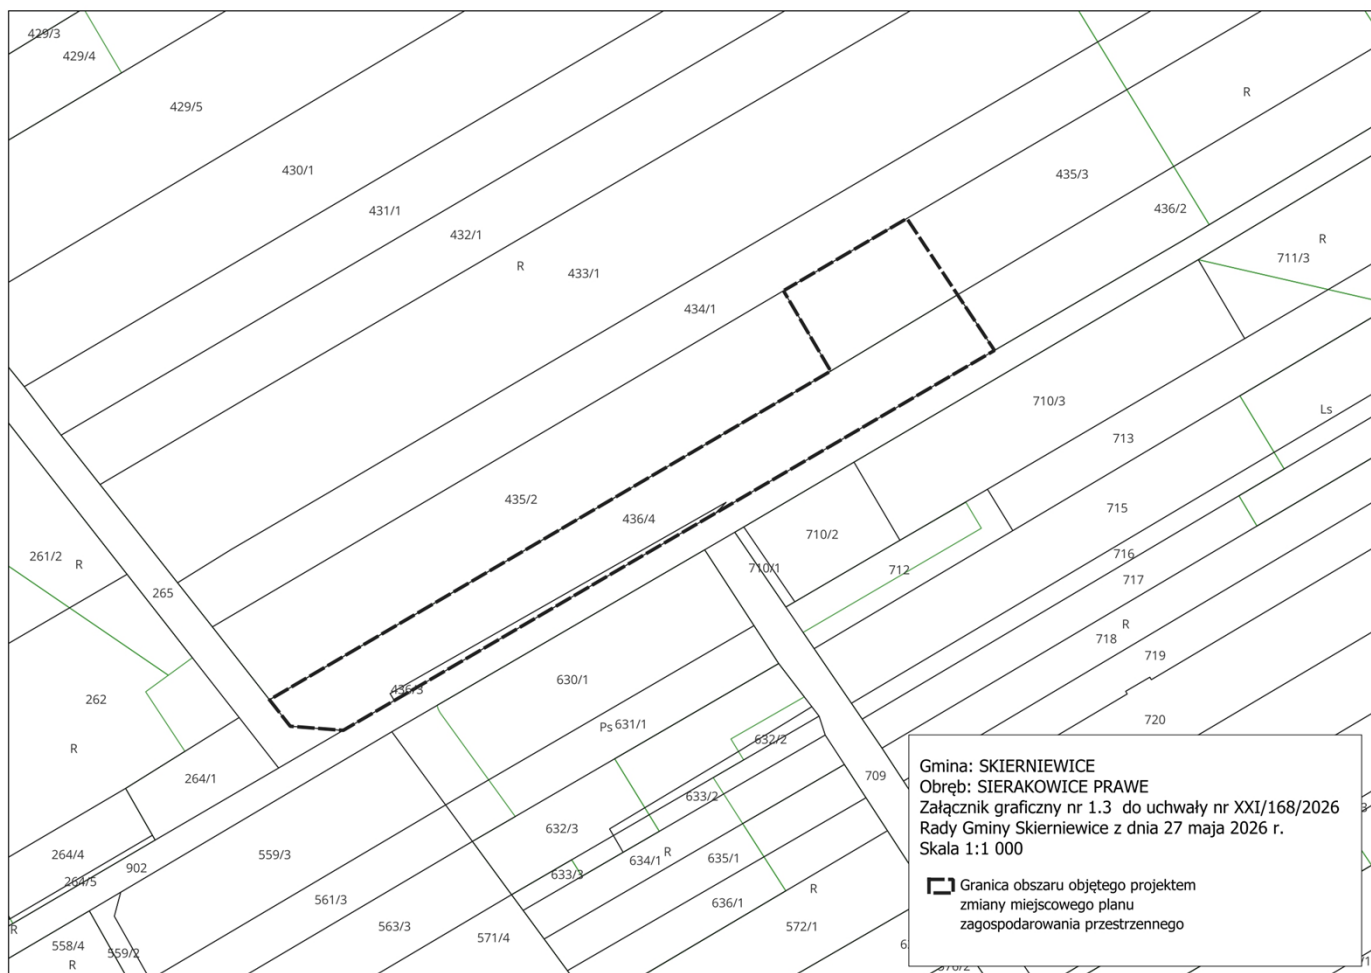 429/3
429/4
429/5
430/1
431/1
432/1
R
433/1
434/1
R
435/3
436/2
R
711/3
435/2
436/4
710/3
Ls
713
715
710/2
710/1
712
716
717
R
718
719
720
261/2
R
265
262
R
264/1
436/3
630/1
Ps
631/1
632/2
709
633/2
632/3
R
634/1
633/3
635/1
636/1
R
572/1
264/4
264/5
902
559/3
561/3
563/3
571/4
R
558/4
559/2
R
Gmina: SKIERNIEWICE
Obręb: SIERAKOWICE PRAWE
Załącznik graficzny nr 1.3 do uchwały nr XXI/168/2026
Rady Gminy Skierniewice z dnia 27 maja 2026 r.
Skala 1:1 000
Granica obszaru objętego projektem
zmiany miejscowego planu
zagospodarowania przestrzennego